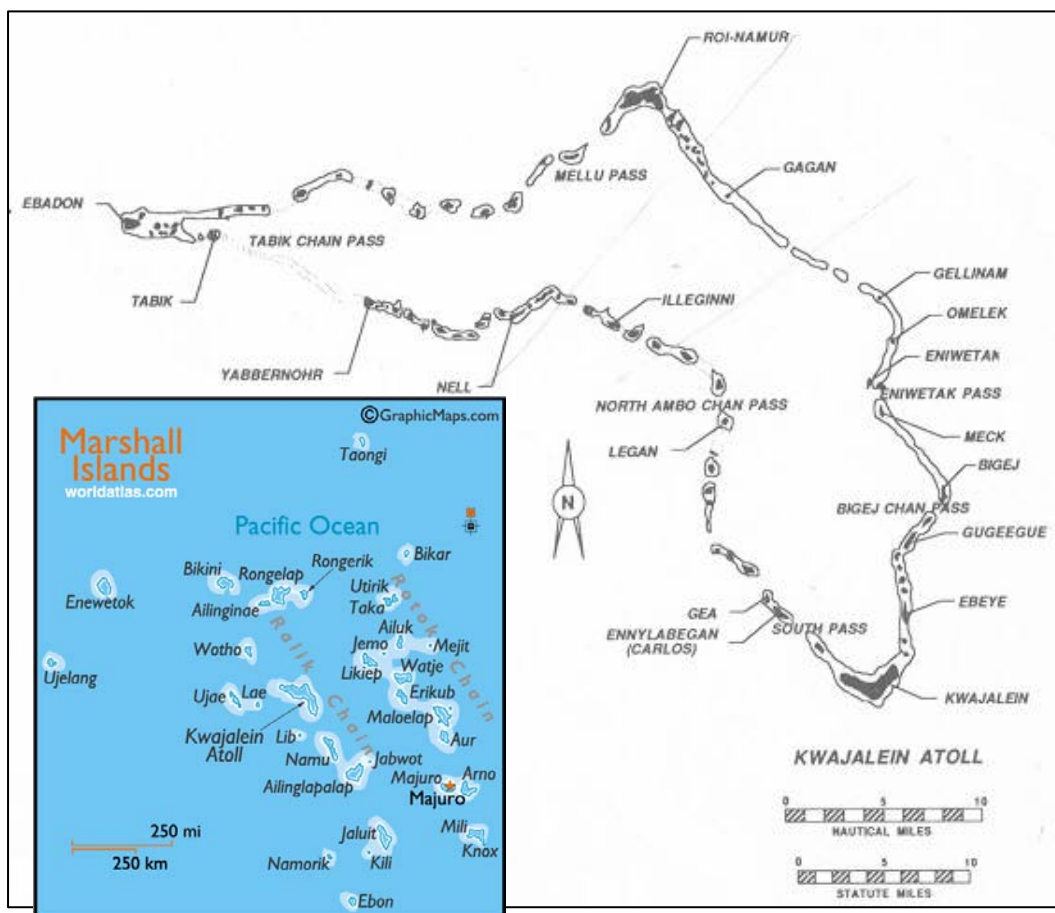 ROI-NAMUR
MELLU PASS
GAGAN
EBADON
TABIK CHAIN PASS
TABIK
GELLINAM
ILLEGINNI
OMELEK
YABBERNOHR
ENIWETAK
NELL
ENIWETAK PASS
NORTH AMBO CHAN PASS
MECK
LEGAN
BIGEJ
N
BIGEJ CHAN PASS
GUGEEGUE
GEA
EBEYE
ENNYLABEGAN
(CARLOS)
SOUTH PASS
KWAJALEIN
KWAJALEIN ATOLL
0 5 10
NAUTICAL MILES
0 5 10
STATUTE MILES
©GraphicMaps.com
Marshall
Islands
worldatlas.com
Taongi
Pacific Ocean
Bikar
Bikini
Rongelap
Rongerik
Enewetok
Ailinginae
Utirik
Taka
Ratok Chain
Ralik Chain
Ailuk
Jemo
Mejit
Wotho
Likiep
Watje
Ujelang
Erikub
Ujae
Lae
Maloelap
Kwajalein
Atoll
Lib
Aur
Namu
Jabwot
Majuro
Arno
Ailinglapalap
Majuro
Mili
Knox
250 mi
250 km
Jaluit
Namorik
Kili
Ebon